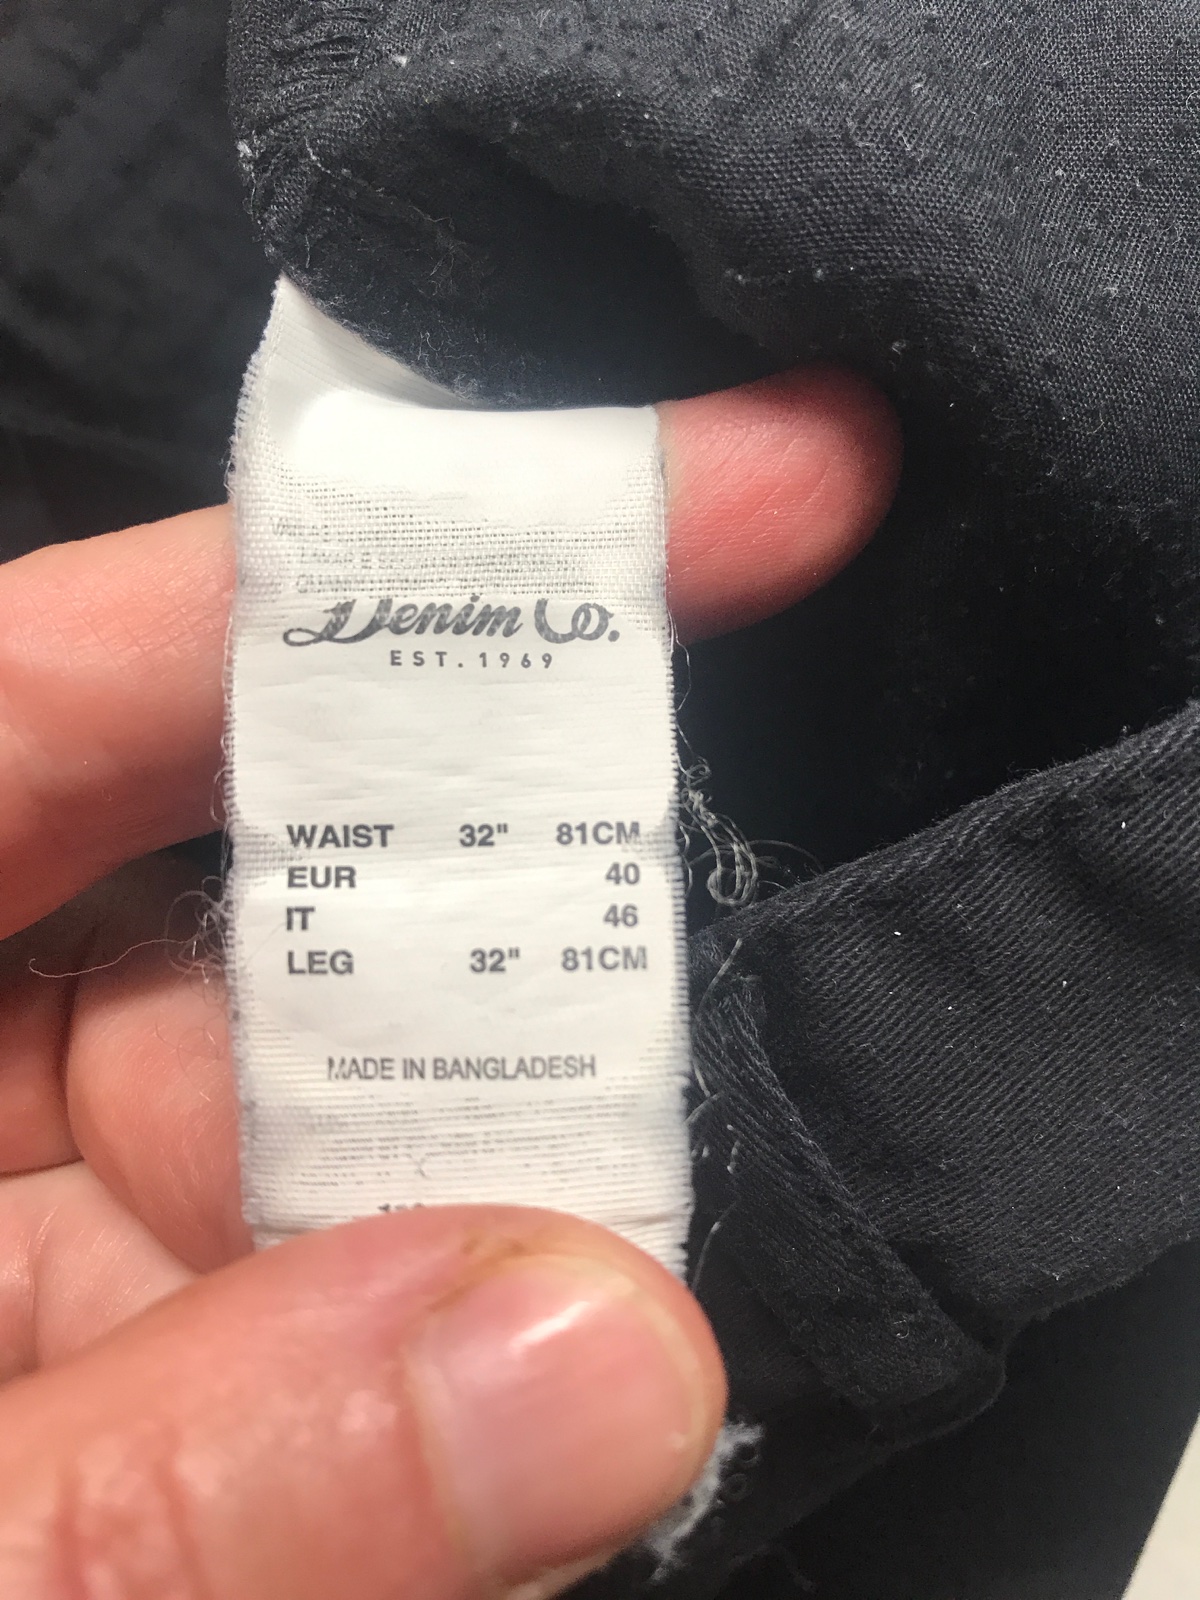 Denim Co.
EST. 1969
WAIST 32" 81CM
EUR 40
IT 46
LEG 32" 81CM
MADE IN BANGLADESH